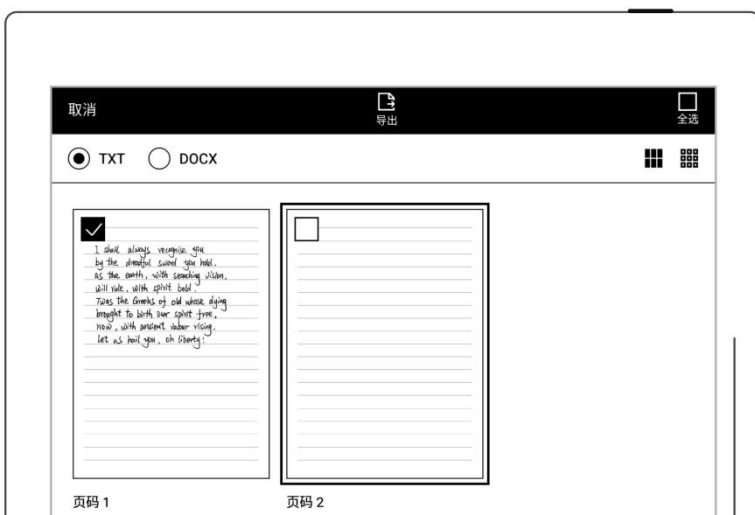 取消
导出
全选
TXT
DOCX
I shall always recognise you
by the dreadful sword you hold.
as the earth, with searching vision,
will rule, with spirit bold.
Twas the Greeks of old whose dying
brought to birth our spirit free,
now, with ancient valour rising.
let us hail you, oh liberty!
页码 1
页码 2